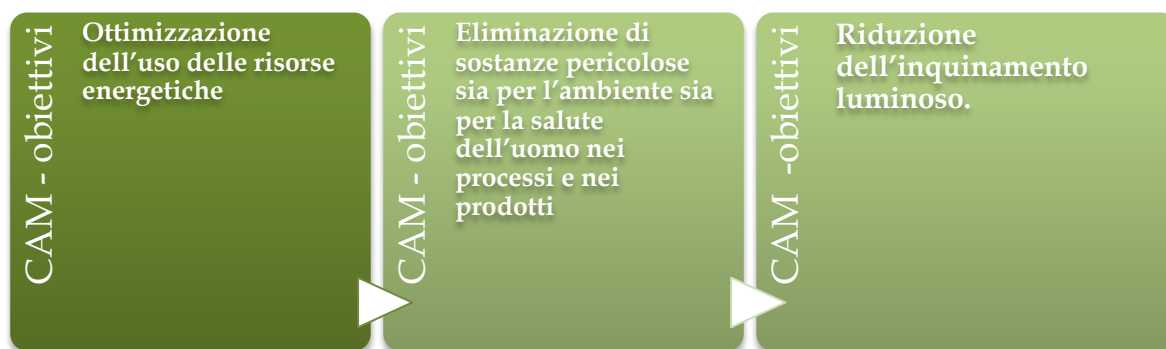 CAM - obiettivi
Ottimizzazione
dell’uso delle risorse
energetiche
CAM - obiettivi
Eliminazione di
sostanze pericolose
sia per l’ambiente sia
per la salute
dell’uomo nei
processi e nei
prodotti
CAM -obiettivi
Riduzione
dell’inquinamento
luminoso.